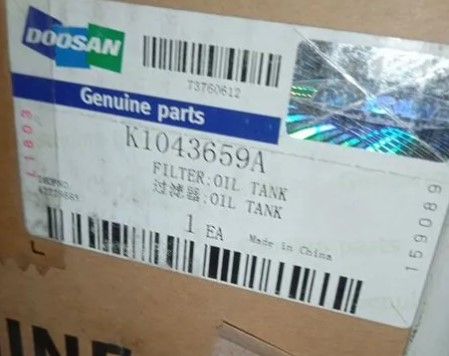 DOOSAN
73760612
Genuine parts
K1043659A
FILTER;OIL TANK
过滤器;OIL TANK
1 EA
Made in China
L1803
159089
L